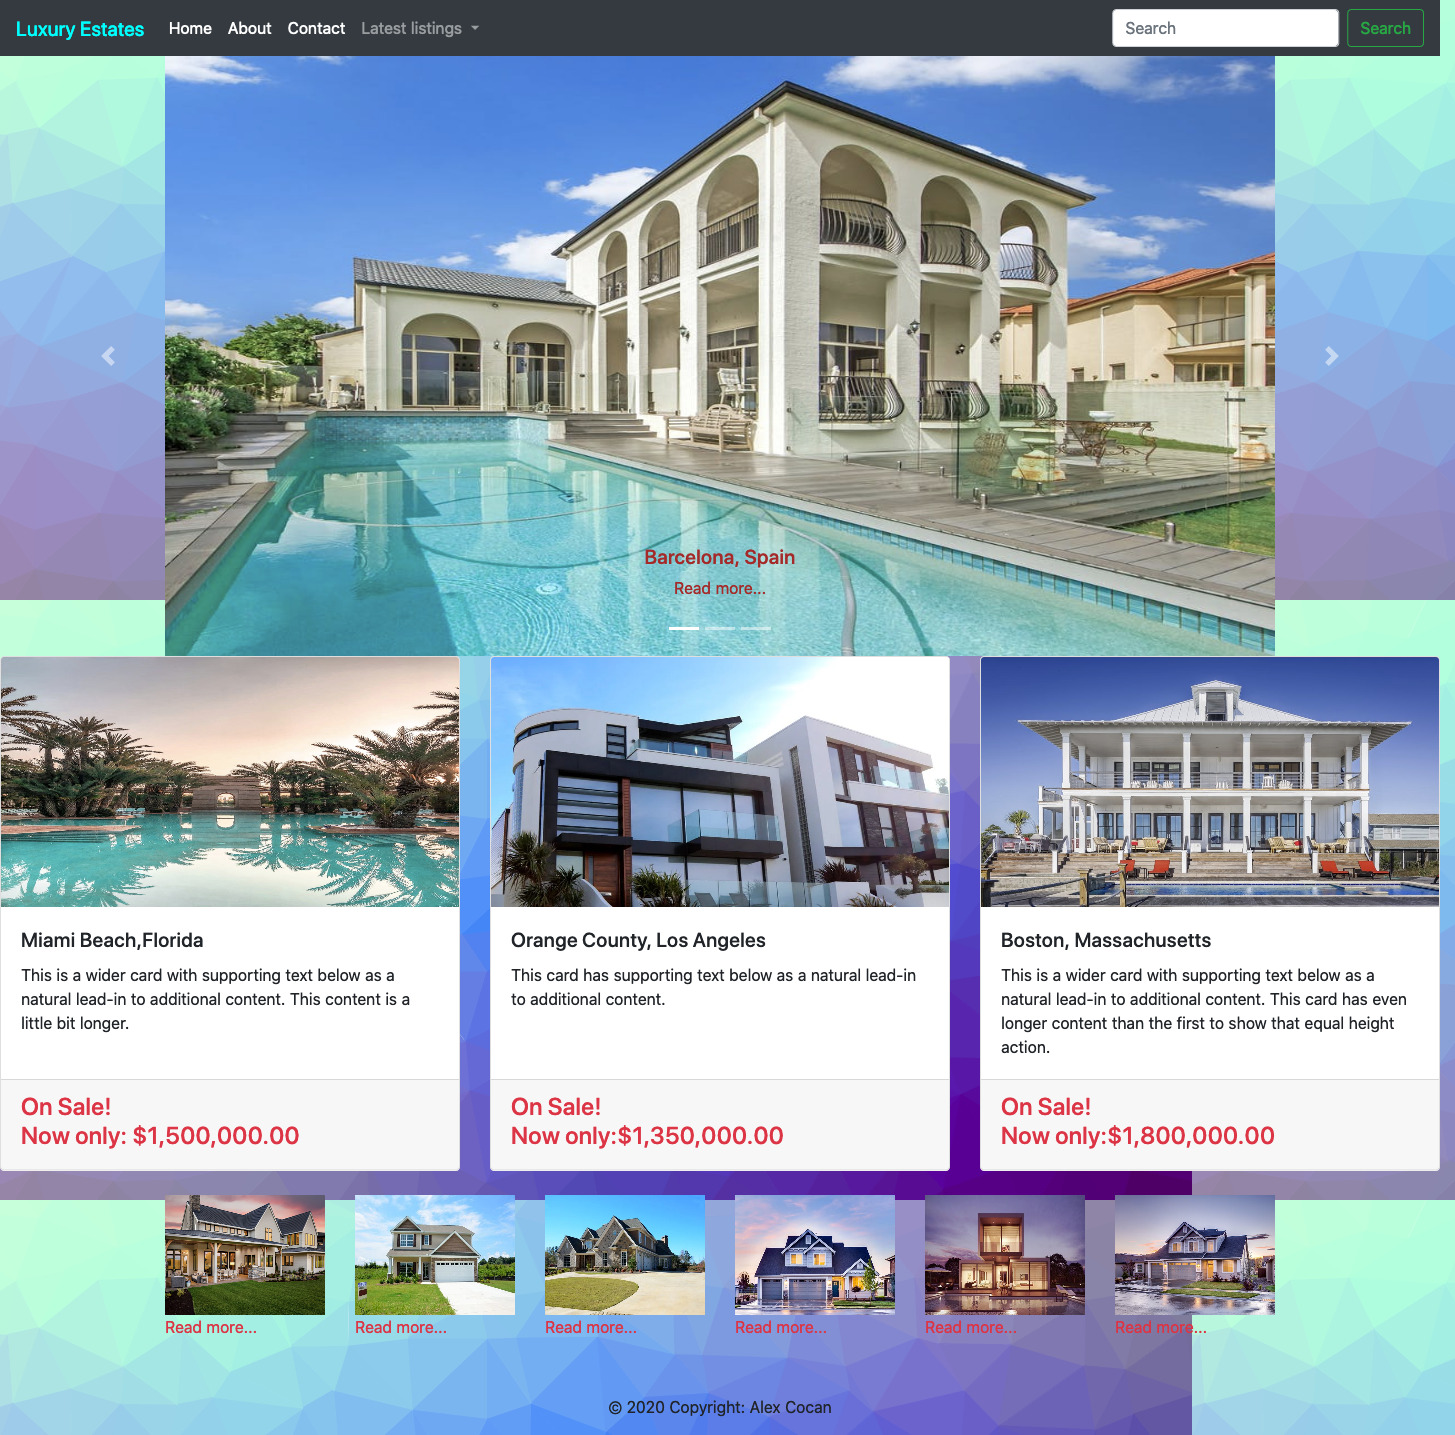 Luxury Estates Home About Contact Latest listings Search Search
Barcelona, Spain
Read more...
Miami Beach,Florida
This is a wider card with supporting text below as a
natural lead-in to additional content. This content is a
little bit longer.
On Sale!
Now only: $1,500,000.00
Orange County, Los Angeles
This card has supporting text below as a natural lead-in
to additional content.
On Sale!
Now only:$1,350,000.00
Boston, Massachusetts
This is a wider card with supporting text below as a
natural lead-in to additional content. This card has even
longer content than the first to show that equal height
action.
On Sale!
Now only:$1,800,000.00
Read more... Read more... Read more... Read more... Read more... Read more...
© 2020 Copyright: Alex Cocan